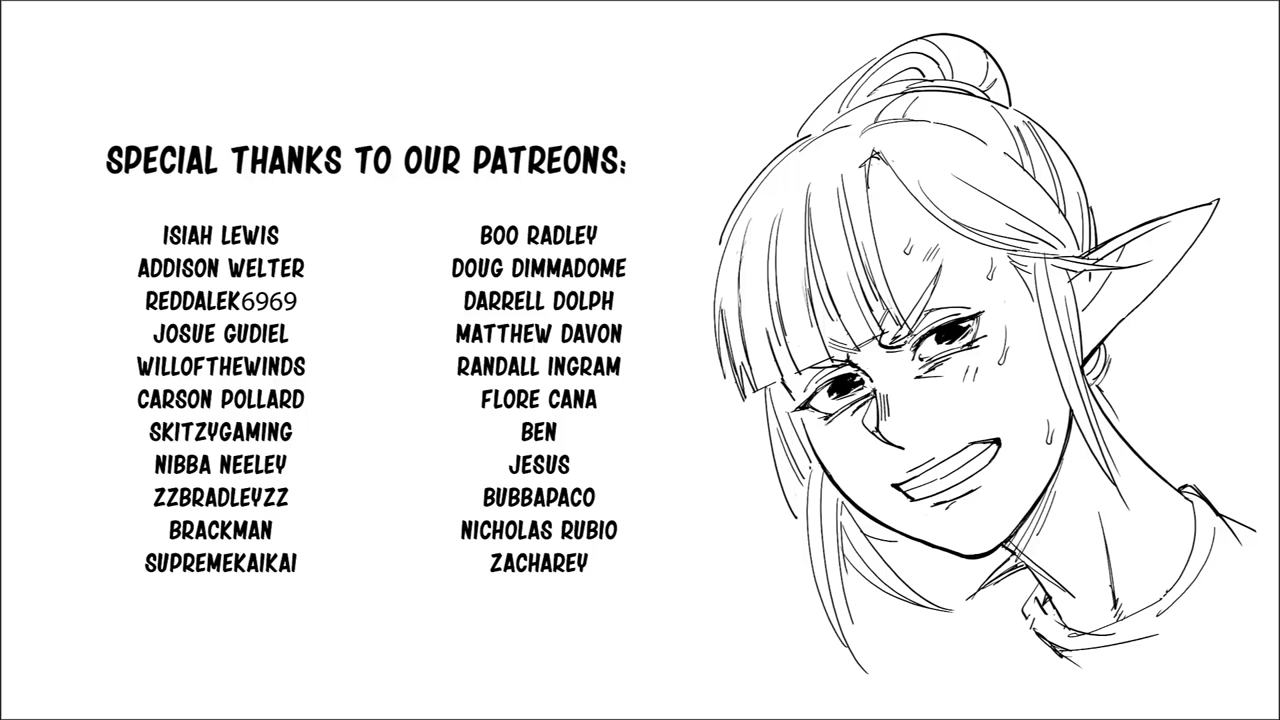 SPECIAL THANKS TO OUR PATREONS:
ISIAH LEWIS
ADDISON WELTER
REDDALEK6969
JOSUE GUDIEL
WILLOFTHEWINDS
CARSON POLLARD
SKITZYGAMING
NIBBA NEELEY
ZZBRADLEYZZ
BRACKMAN
SUPREMEKAIKAI
BOO RADLEY
DOUG DIMMADOME
DARRELL DOLPH
MATTHEW DAVON
RANDALL INGRAM
FLORE CANA
BEN
JESUS
BUBBAPACO
NICHOLAS RUBIO
ZACHAREY